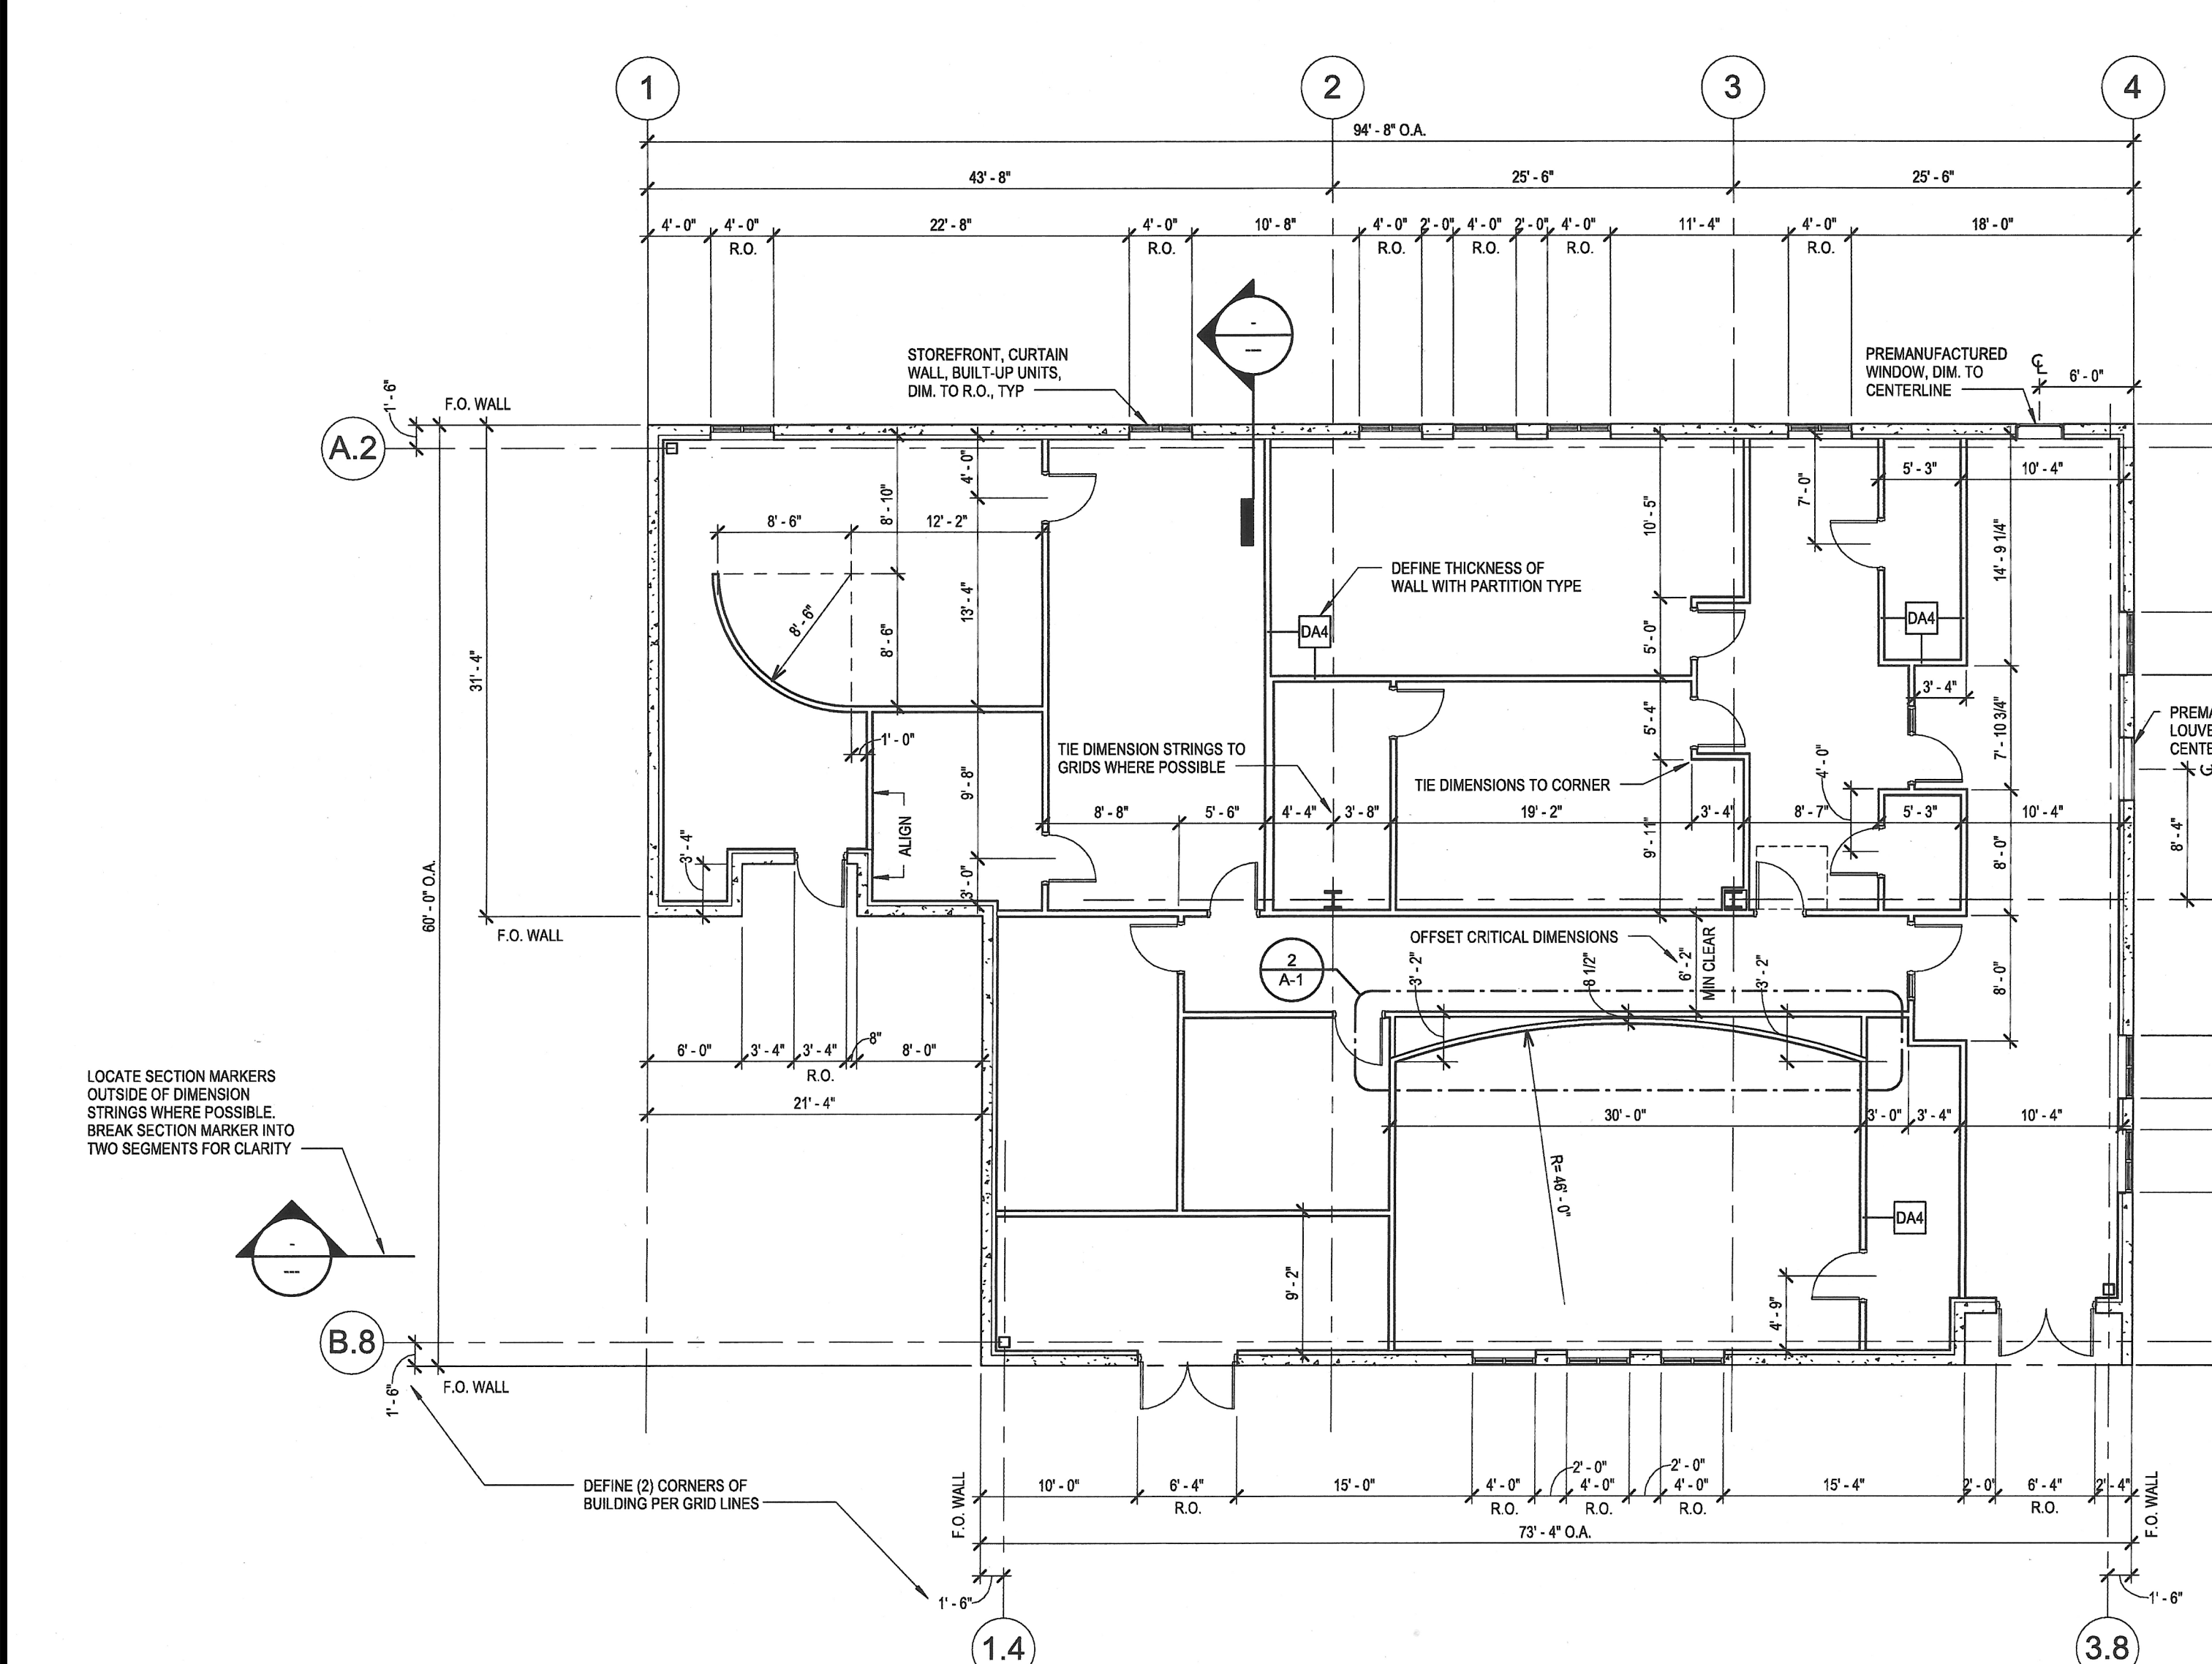 1
2
3
4
94' - 8" O.A.
43' - 8"
25' - 6"
25' - 6"
4' - 0"
4' - 0"
22' - 8"
4' - 0"
10' - 8"
4' - 0"
2' - 0"
4' - 0"
2' - 0"
4' - 0"
11' - 4"
4' - 0"
18' - 0"
R.O.
R.O.
R.O.
R.O.
R.O.
R.O.
STOREFRONT, CURTAIN
WALL, BUILT-UP UNITS,
DIM. TO R.O., TYP
-
---
PREMANUFACTURED
WINDOW, DIM. TO
CENTERLINE
℄
6' - 0"
1' - 6"
F.O. WALL
A.2
4' - 0"
8' - 10"
8' - 6"
12' - 2"
8' - 6"
8' - 6"
13' - 4"
10' - 5"
7' - 0"
5' - 3"
10' - 4"
14' - 9 1/4"
DEFINE THICKNESS OF
WALL WITH PARTITION TYPE
DA4
DA4
5' - 0"
31' - 4"
3' - 4"
5' - 4"
7' - 10 3/4"
1' - 0"
TIE DIMENSION STRINGS TO
GRIDS WHERE POSSIBLE
TIE DIMENSIONS TO CORNER
4' - 0"
PREMA
LOUVE
CENTE
9' - 8"
ALIGN
8' - 8"
5' - 6"
4' - 4"
3' - 8"
19' - 2"
3' - 4"
8' - 7"
5' - 3"
10' - 4"
3' - 4"
9' - 11"
8' - 0"
8' - 4"
3' - 0"
60' - 0" O.A.
F.O. WALL
OFFSET CRITICAL DIMENSIONS
2
A-1
3' - 2"
8 1/2"
6' - 2"
MIN CLEAR
3' - 2"
8' - 0"
6' - 0"
3' - 4"
3' - 4"
8"
8' - 0"
R.O.
21' - 4"
LOCATE SECTION MARKERS
OUTSIDE OF DIMENSION
STRINGS WHERE POSSIBLE.
BREAK SECTION MARKER INTO
TWO SEGMENTS FOR CLARITY
30' - 0"
3' - 0"
3' - 4"
10' - 4"
R= 46' - 0"
DA4
-
---
9' - 2"
4' - 9"
B.8
1' - 6"
F.O. WALL
DEFINE (2) CORNERS OF
BUILDING PER GRID LINES
F.O. WALL
10' - 0"
6' - 4"
15' - 0"
4' - 0"
2' - 0"
4' - 0"
2' - 0"
4' - 0"
15' - 4"
2' - 0"
6' - 4"
2' - 4"
F.O. WALL
R.O.
R.O.
R.O.
R.O.
R.O.
73' - 4" O.A.
1' - 6"
1' - 6"
1.4
3.8